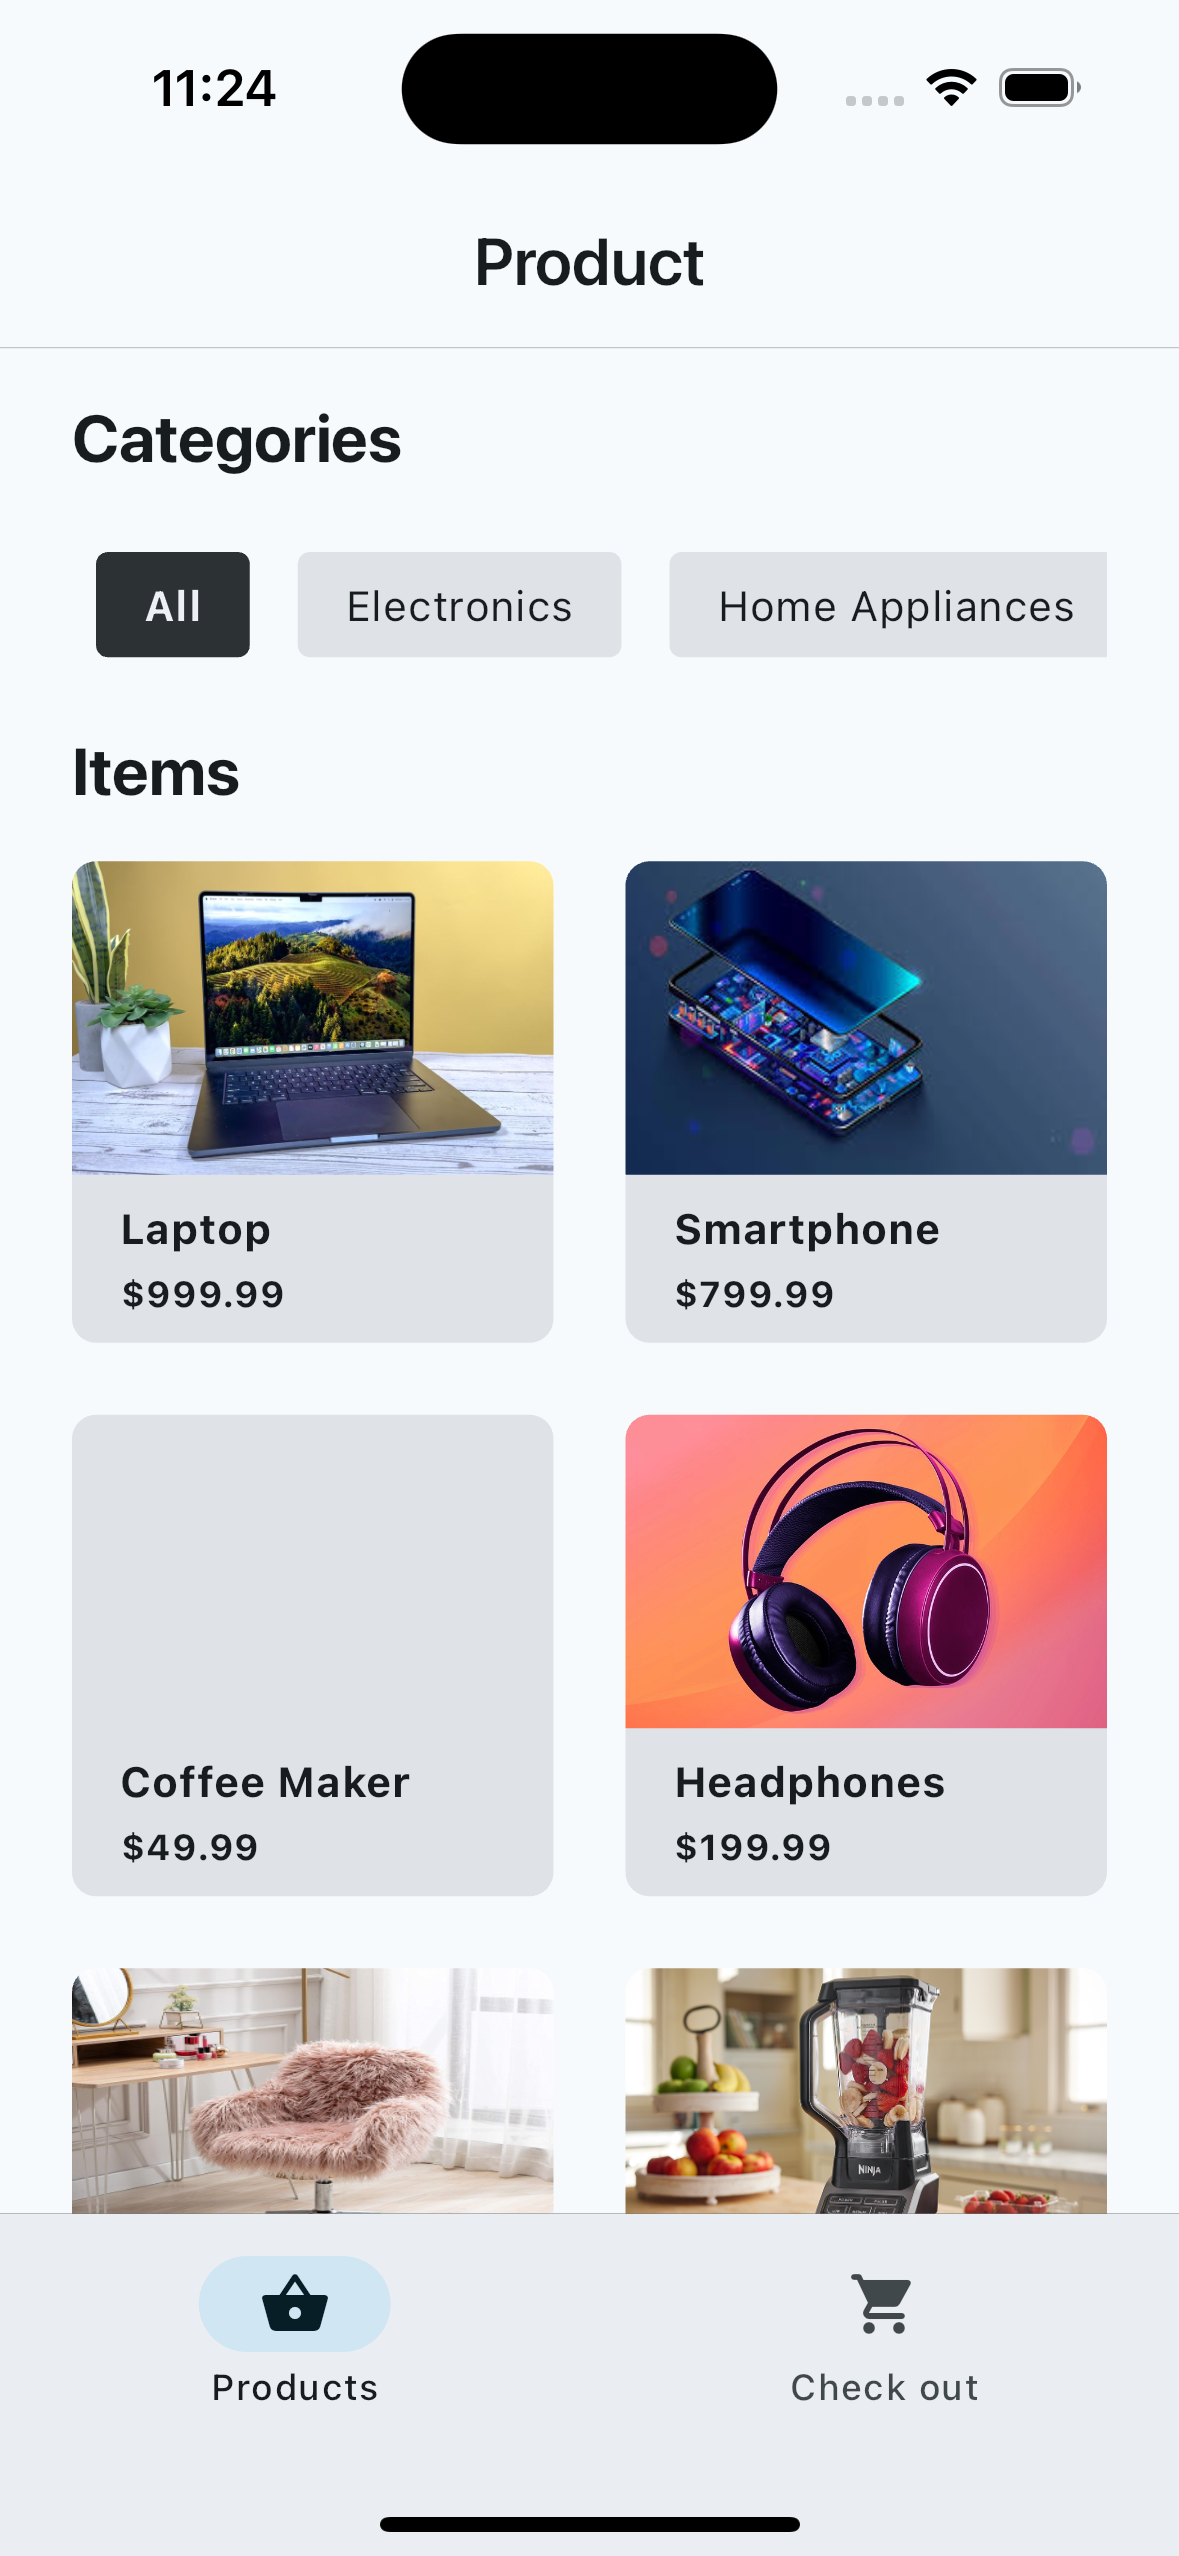 11:24
Product
Categories
All
Electronics
Home Appliances
Items
Laptop
$999.99
Smartphone
$799.99
Coffee Maker
$49.99
Headphones
$199.99
NINJA
Products
Check out